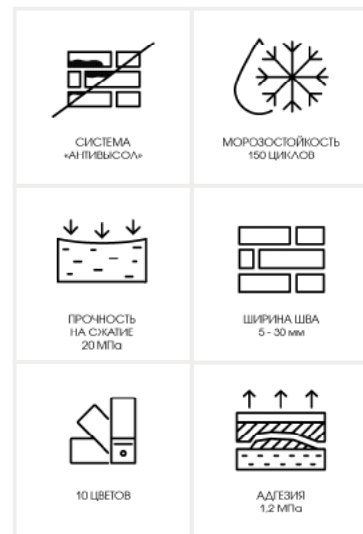 СИСТЕМА
«АНТИВЫСОЛ»
МОРОЗОСТОЙКОСТЬ
150 ЦИКЛОВ
ПРОЧНОСТЬ
НА СЖАТИЕ
20 МПа
ШИРИНА ШВА
5 - 30 мм
10 ЦВЕТОВ
АДГЕЗИЯ
1,2 МПа